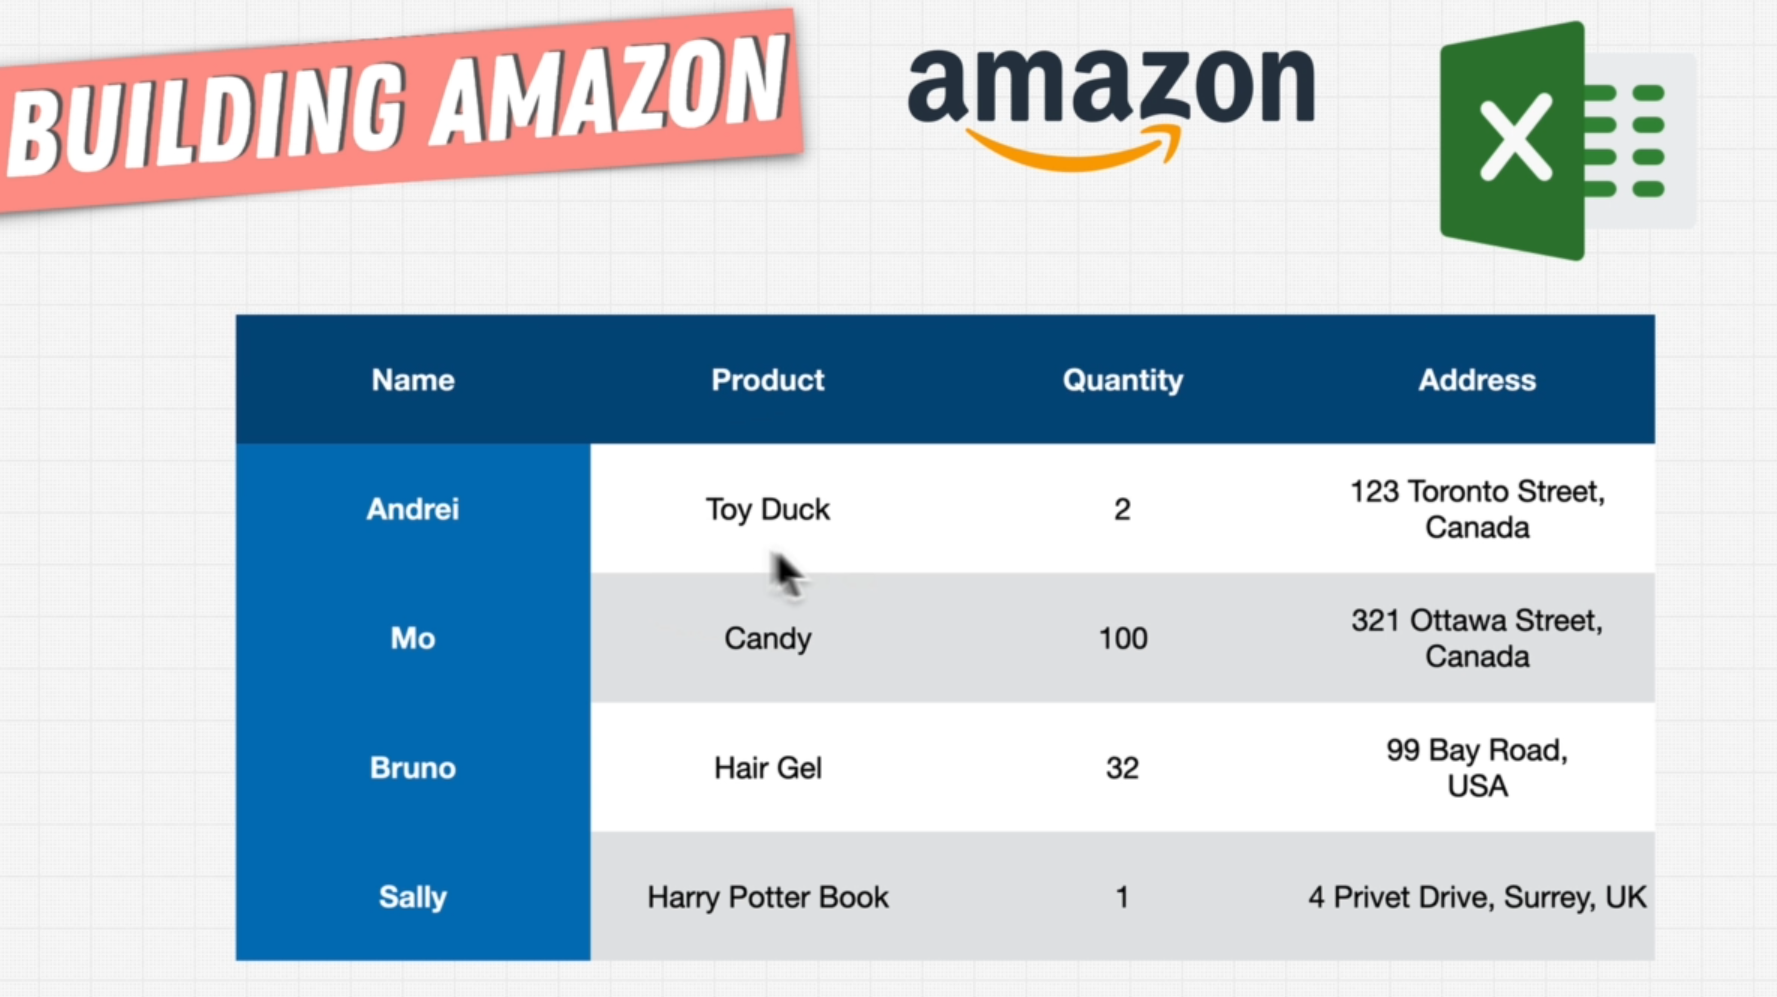 BUILDING AMAZON
amazon
X
Name Product Quantity Address
Andrei Toy Duck 2 123 Toronto Street,
Canada
Mo Candy 100 321 Ottawa Street,
Canada
Bruno Hair Gel 32 99 Bay Road,
USA
Sally Harry Potter Book 1 4 Privet Drive, Surrey, UK